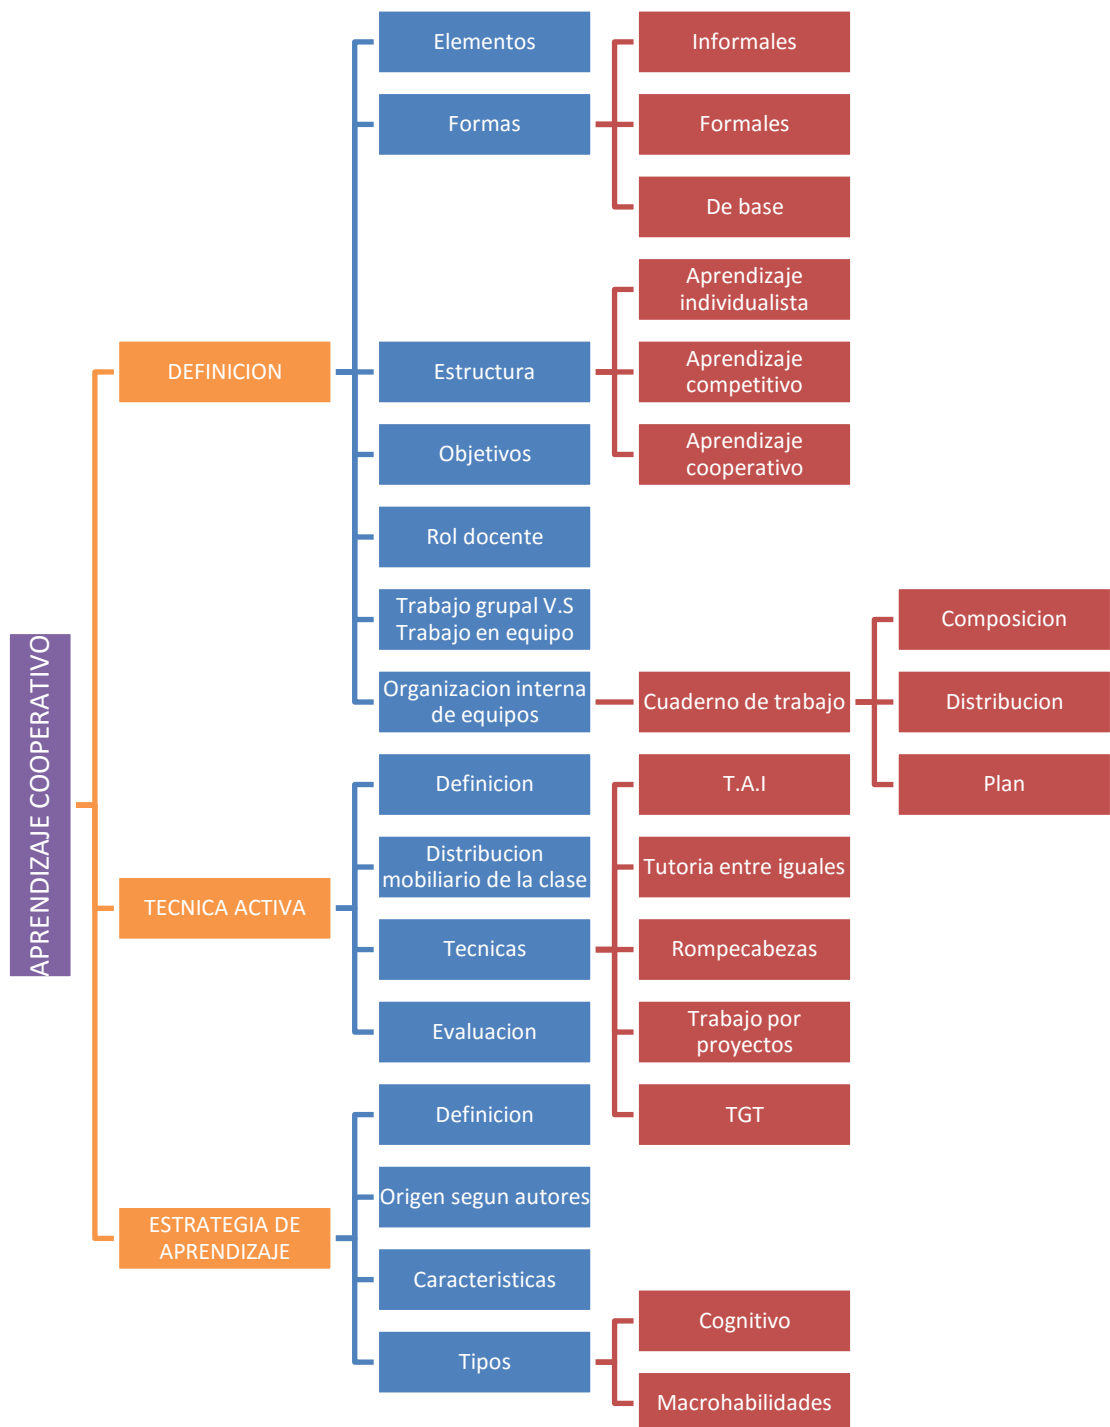 APRENDIZAJE COOPERATIVO
DEFINICION
Elementos
Formas
Informales
Formales
De base
Estructura
Aprendizaje
individualista
Aprendizaje
competitivo
Aprendizaje
cooperativo
Objetivos
Rol docente
Trabajo grupal V.S
Trabajo en equipo
Organizacion interna
de equipos
Cuaderno de trabajo
Composicion
Distribucion
Plan
TECNICA ACTIVA
Definicion
Distribucion
mobiliario de la clase
Tecnicas
T.A.I
Tutoria entre iguales
Rompecabezas
Trabajo por
proyectos
TGT
Evaluacion
ESTRATEGIA DE
APRENDIZAJE
Definicion
Origen segun autores
Caracteristicas
Tipos
Cognitivo
Macrohabilidades